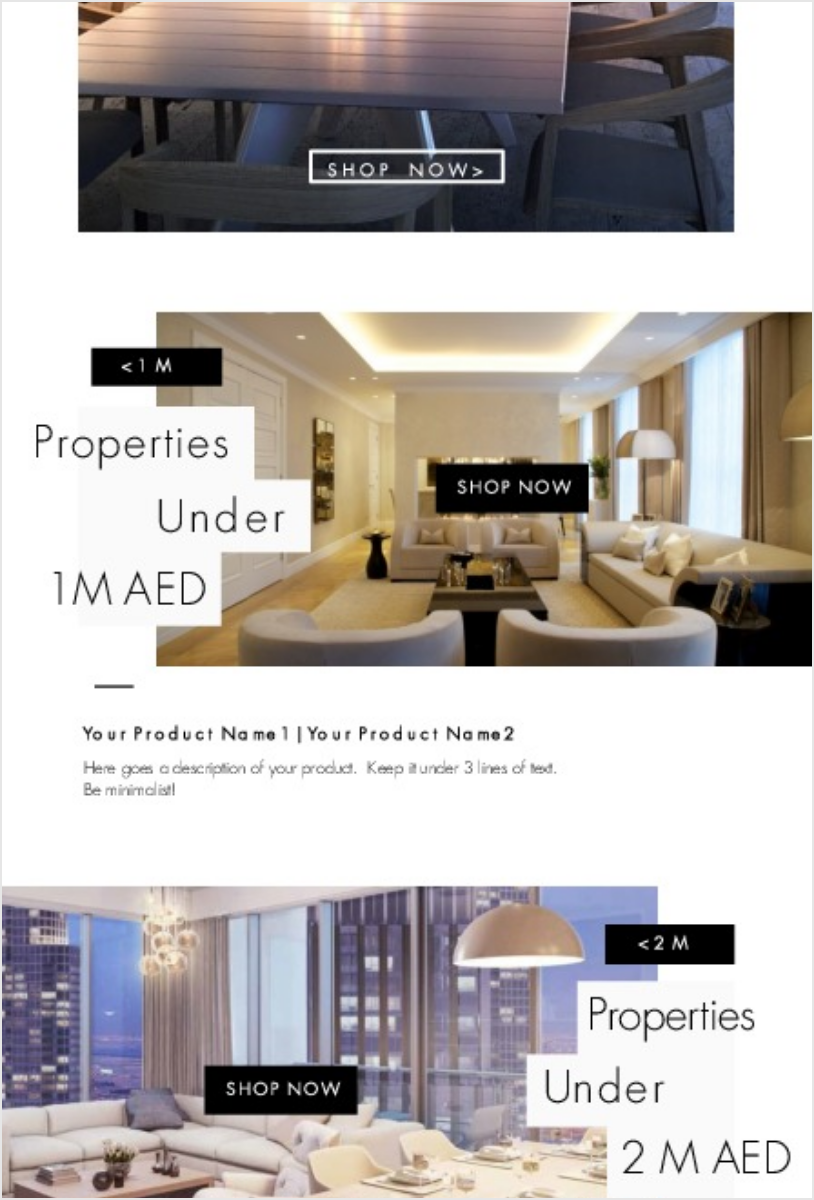 SHOP NOW>
<1 M
Properties
Under
1M AED
SHOP NOW
Your Product Name1 | Your Product Name2
Here goes a description of your product. Keep it under 3 lines of text.
Be minimalist!
<2 M
Properties
Under
2 M AED
SHOP NOW